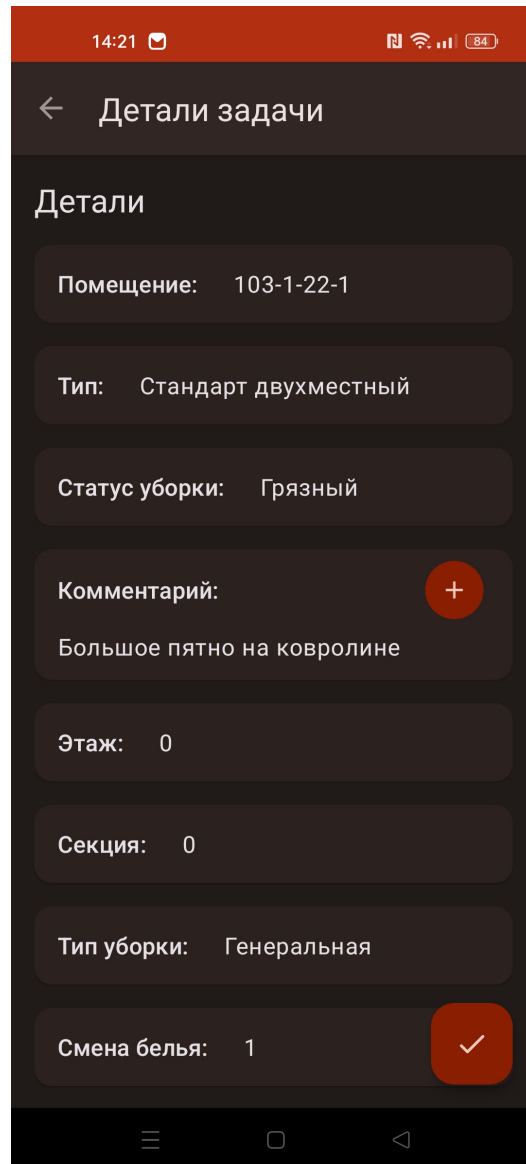 14:21
84
Детали задачи
Детали
Помещение: 103-1-22-1
Тип: Стандарт двухместный
Статус уборки: Грязный
Комментарий:
Большое пятно на ковролине
Этаж: 0
Секция: 0
Тип уборки: Генеральная
Смена белья: 1